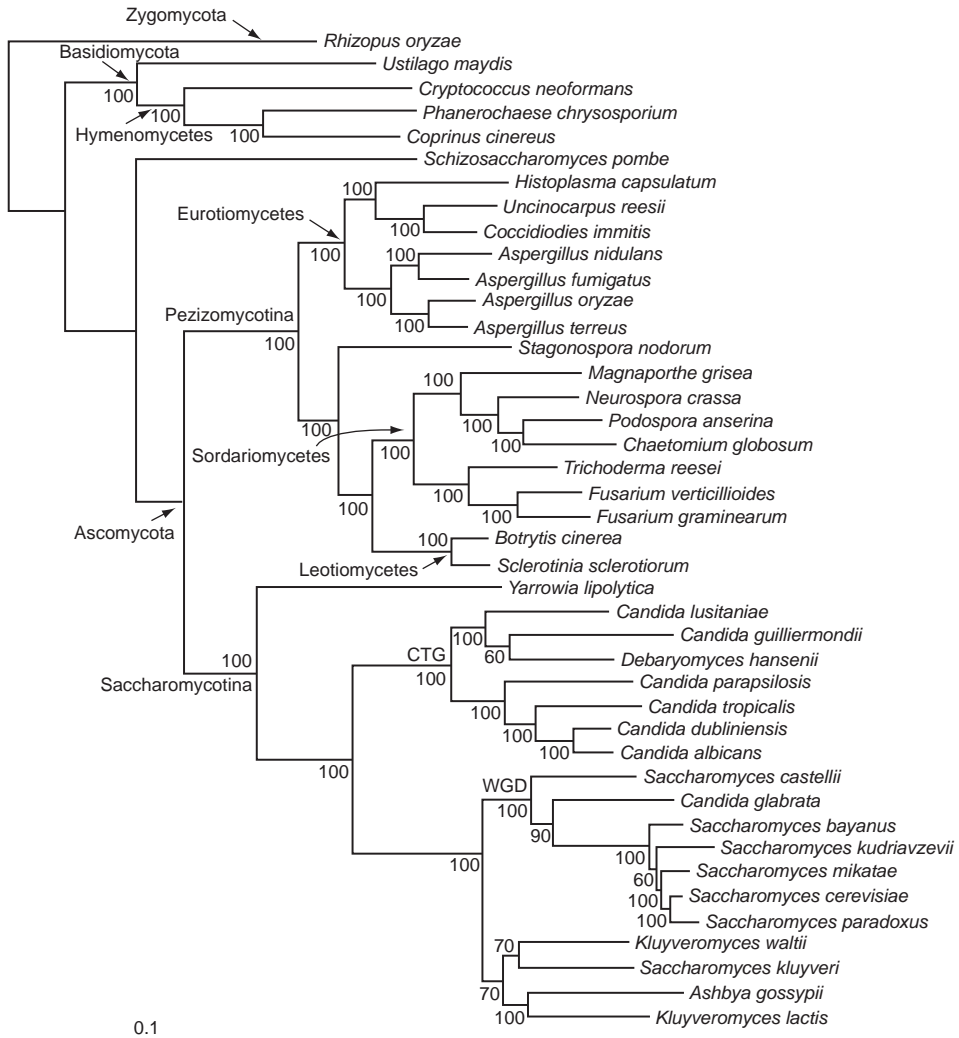 Zygomycota
Rhizopus oryzae
Basidiomycota
Ustilago maydis
100
Cryptococcus neoformans
100
Phanerochaese chrysosporium
Hymenomycetes
100
Coprinus cinereus
Schizosaccharomyces pombe
100
Histoplasma capsulatum
Eurotiomycetes
Uncinocarpus reesii
100
Coccidiodies immitis
100
100
Aspergillus nidulans
Aspergillus fumigatus
100
Aspergillus oryzae
Pezizomycotina
100
Aspergillus terreus
100
Stagonospora nodorum
100
Magnaporthe grisea
Neurospora crassa
100
Podospora anserina
100
100
Chaetomium globosum
Sordariomycetes
100
Trichoderma reesei
100
Fusarium verticillioides
100
100
Fusarium graminearum
Ascomycota
100
Botrytis cinerea
Leotiomycetes
Sclerotinia sclerotiorum
Yarrowia lipolytica
Candida lusitaniae
100
Candida guilliermondii
CTG
60
Debaryomyces hansenii
100
100
Saccharomycotina
Candida parapsilosis
100
Candida tropicalis
100
Candida dubliniensis
100
Candida albicans
100
WGD
Saccharomyces castellii
100
Candida glabrata
90
Saccharomyces bayanus
100
Saccharomyces kudriavzevii
100
60
Saccharomyces mikatae
100
Saccharomyces cerevisiae
100
Saccharomyces paradoxus
70
Kluyveromyces waltii
Saccharomyces kluyveri
70
Ashbya gossypii
100
Kluyveromyces lactis
0.1